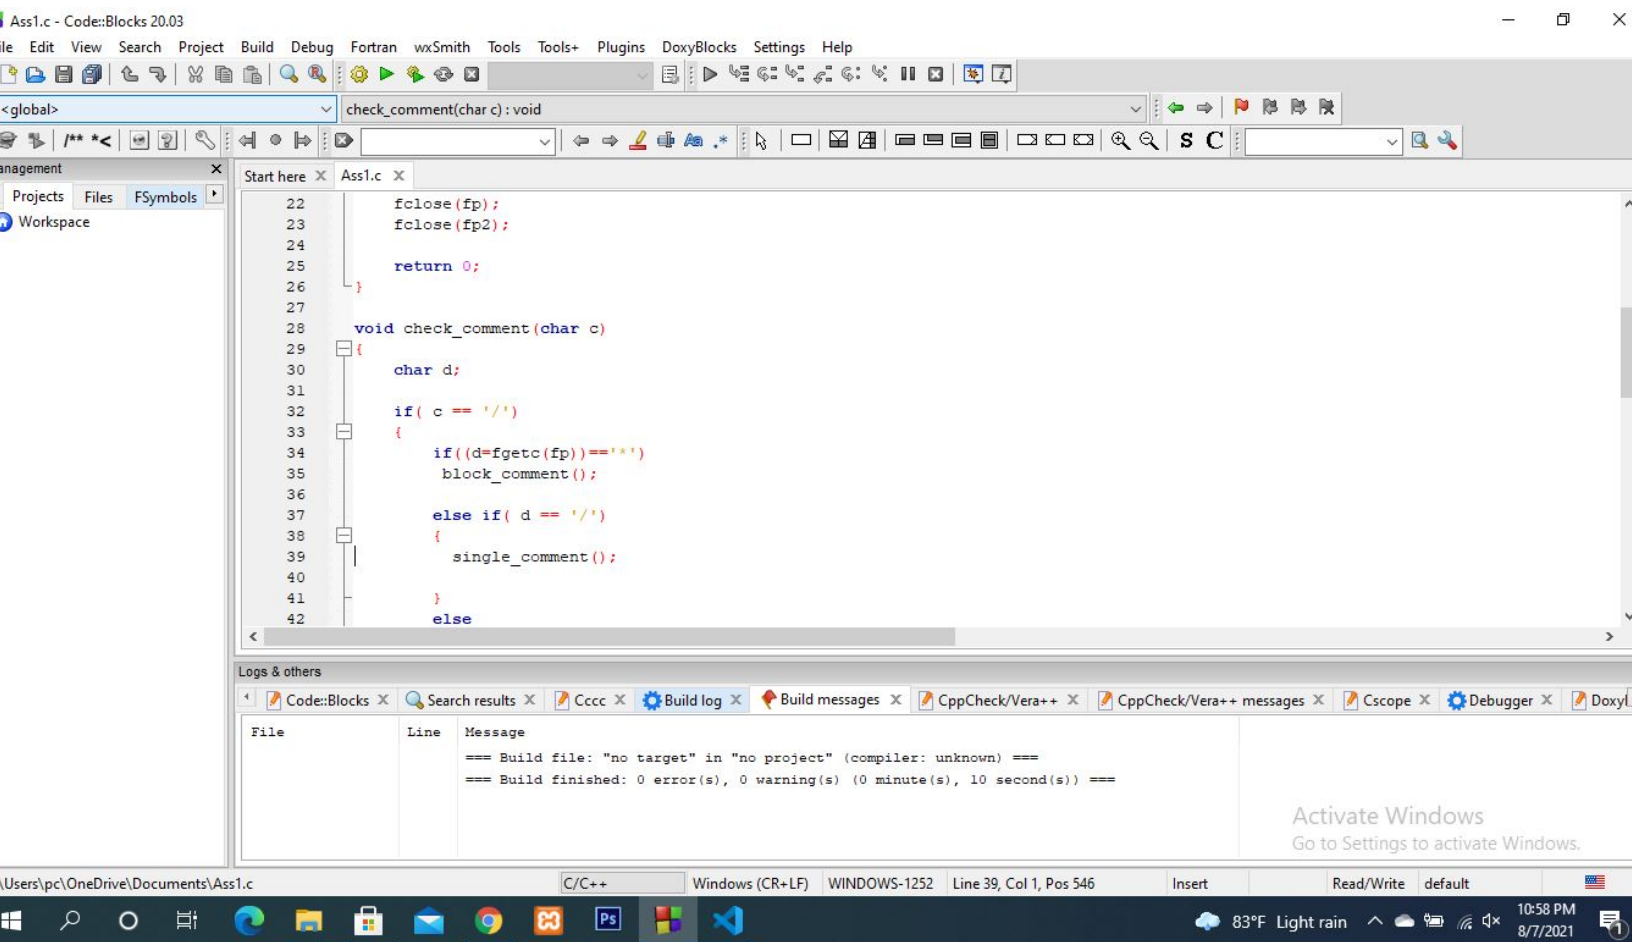 Ass1.c - Code::Blocks 20.03
ile Edit View Search Project Build Debug Fortran wxSmith Tools Tools+ Plugins DoxyBlocks Settings Help
<global> check_comment(char c) : void
/** *< Aa .* S C
anagement
Projects Files FSymbols
Workspace
Start here Ass1.c
22 fclose(fp);
23 fclose(fp2);
24
25 return 0;
26 }
27
28 void check_comment(char c)
29 {
30 char d;
31
32 if( c == '/')
33 {
34 if((d=fgetc(fp))=='*')
35 block_comment();
36
37 else if( d == '/')
38 {
39 single_comment();
40
41 }
42 else
Logs & others
Code::Blocks Search results Cccc Build log Build messages CppCheck/Vera++ CppCheck/Vera++ messages Cscope Debugger Doxyl
File Line Message
=== Build file: "no target" in "no project" (compiler: unknown) ===
=== Build finished: 0 error(s), 0 warning(s) (0 minute(s), 10 second(s)) ===
Activate Windows
Go to Settings to activate Windows.
\Users\pc\OneDrive\Documents\Ass1.c C/C++ Windows (CR+LF) WINDOWS-1252 Line 39, Col 1, Pos 546 Insert Read/Write default
Ps 83°F Light rain 10:58 PM
8/7/2021 1